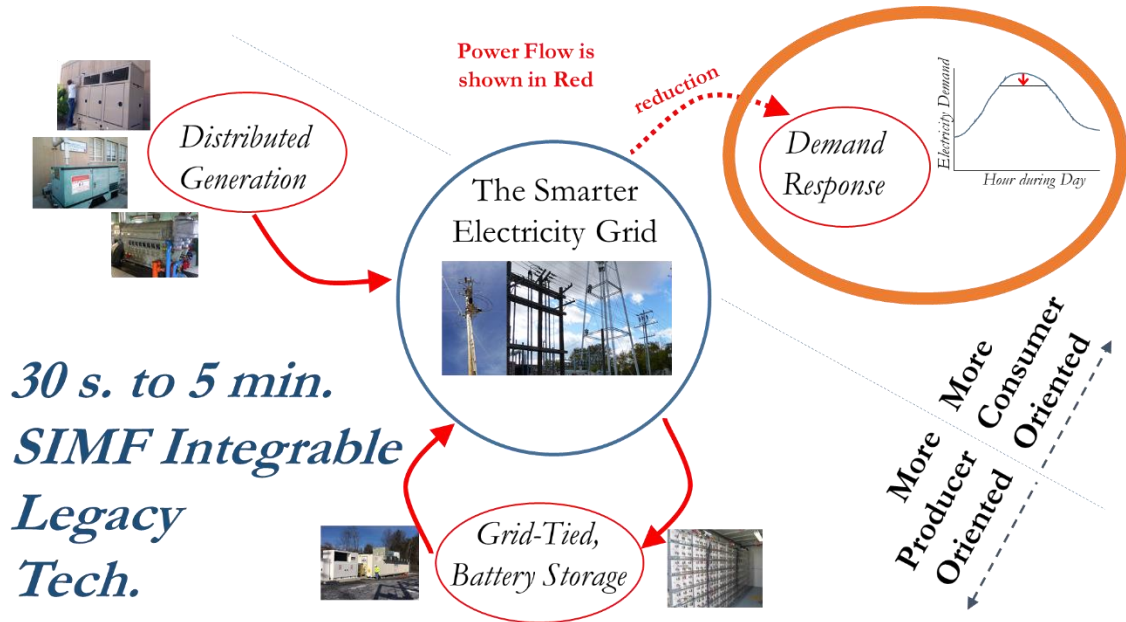 Power Flow is
shown in Red
reduction
Distributed
Generation
The Smarter
Electricity Grid
Demand
Response
Electricity Demand
Hour during Day
30 s. to 5 min.
SIMF Integrable
Legacy
Tech.
Grid-Tied,
Battery Storage
More
Consumer
Oriented
More
Producer
Oriented